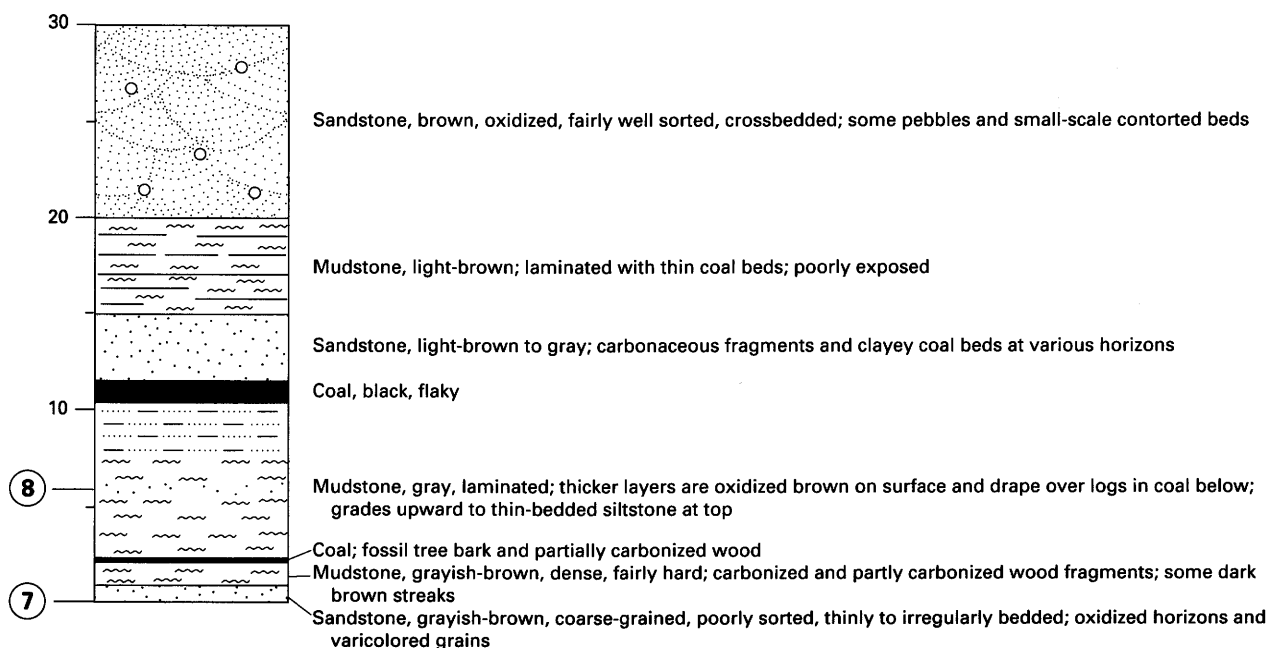 30
Sandstone, brown, oxidized, fairly well sorted, crossbedded; some pebbles and small-scale contorted beds
20
Mudstone, light-brown; laminated with thin coal beds; poorly exposed
Sandstone, light-brown to gray; carbonaceous fragments and clayey coal beds at various horizons
Coal, black, flaky
10
8
Mudstone, gray, laminated; thicker layers are oxidized brown on surface and drape over logs in coal below;
grades upward to thin-bedded siltstone at top
Coal; fossil tree bark and partially carbonized wood
Mudstone, grayish-brown, dense, fairly hard; carbonized and partly carbonized wood fragments; some dark
brown streaks
7
Sandstone, grayish-brown, coarse-grained, poorly sorted, thinly to irregularly bedded; oxidized horizons and
varicolored grains